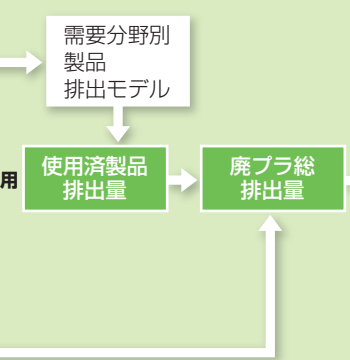 需要分野別
製品
排出モデル
用
使用済製品
排出量
廃プラ総
排出量